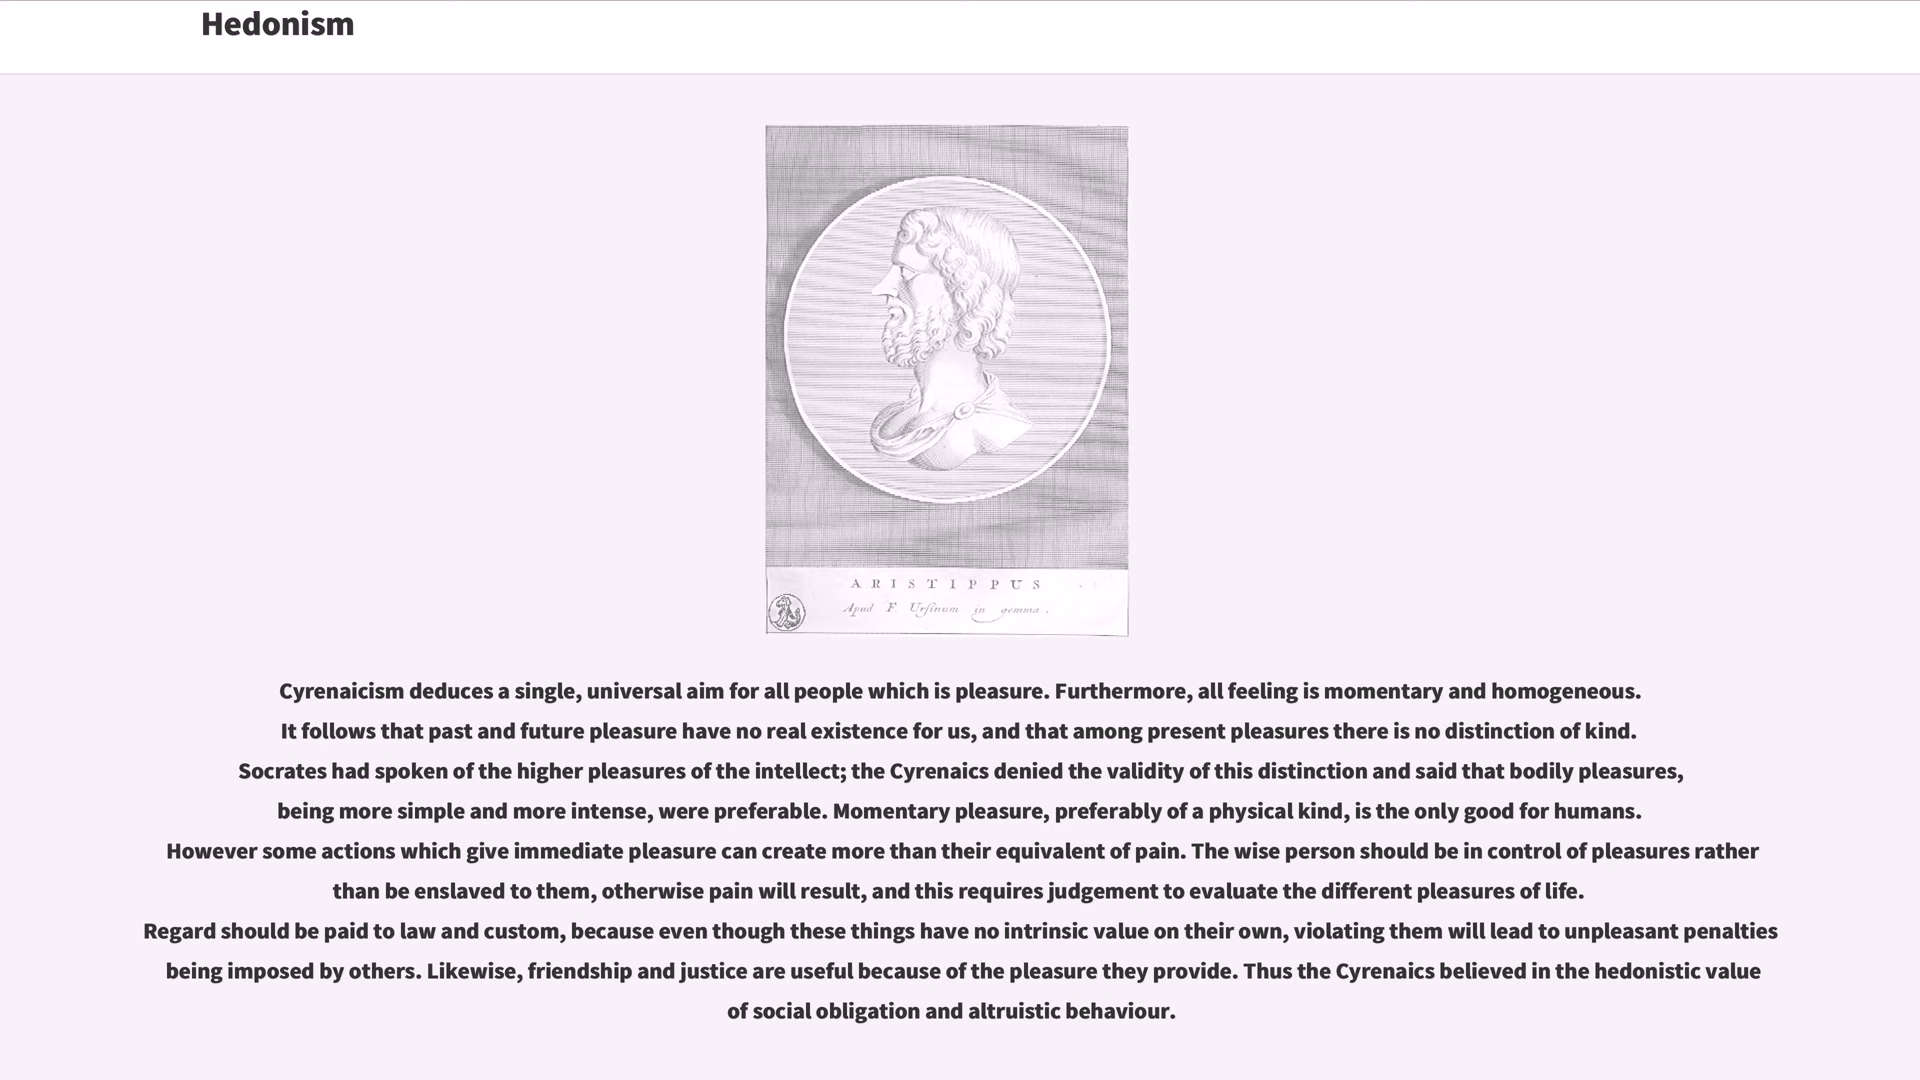 Hedonism
ARISTIPPUS
Apud F. Urſinum in gemma.
Cyrenaicism deduces a single, universal aim for all people which is pleasure. Furthermore, all feeling is momentary and homogeneous.
It follows that past and future pleasure have no real existence for us, and that among present pleasures there is no distinction of kind.
Socrates had spoken of the higher pleasures of the intellect; the Cyrenaics denied the validity of this distinction and said that bodily pleasures,
being more simple and more intense, were preferable. Momentary pleasure, preferably of a physical kind, is the only good for humans.
However some actions which give immediate pleasure can create more than their equivalent of pain. The wise person should be in control of pleasures rather
than be enslaved to them, otherwise pain will result, and this requires judgement to evaluate the different pleasures of life.
Regard should be paid to law and custom, because even though these things have no intrinsic value on their own, violating them will lead to unpleasant penalties
being imposed by others. Likewise, friendship and justice are useful because of the pleasure they provide. Thus the Cyrenaics believed in the hedonistic value
of social obligation and altruistic behaviour.